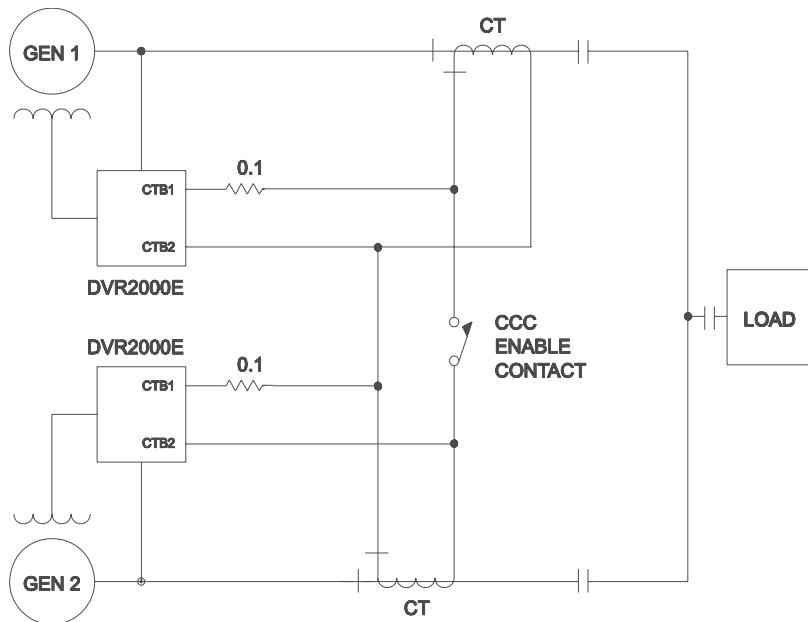 GEN 1
CT
CTB1
0.1
CTB2
DVR2000E
CCC
ENABLE
CONTACT
LOAD
DVR2000E
0.1
CTB1
CTB2
GEN 2
CT